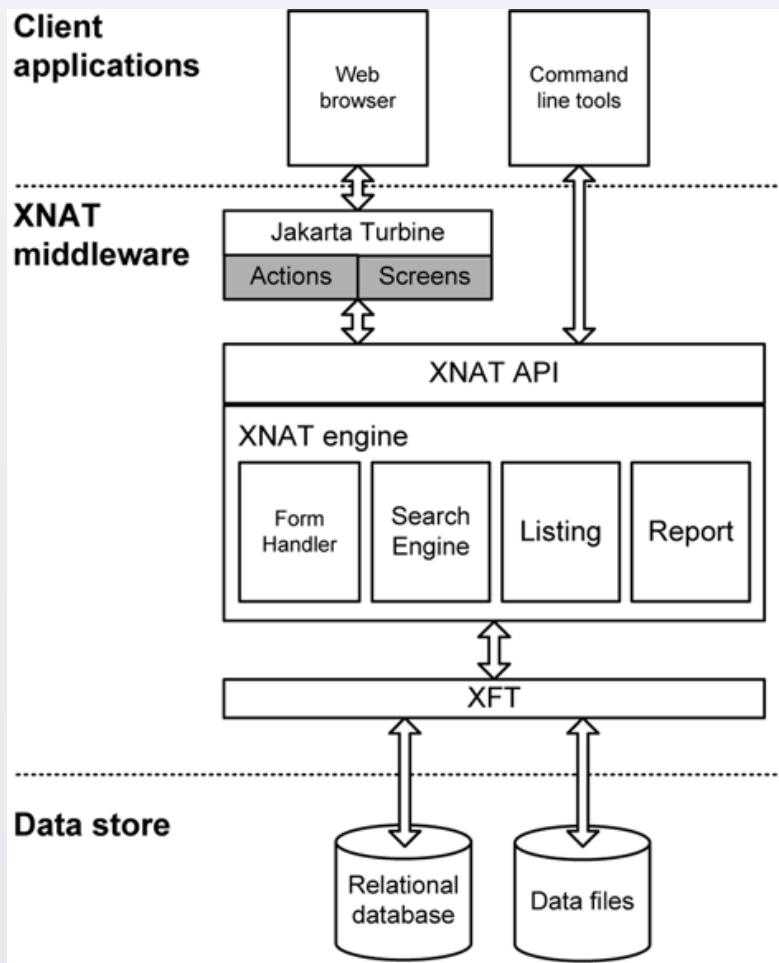 Client
applications
Web
browser
Command
line tools
XNAT
middleware
Jakarta Turbine
Actions
Screens
XNAT API
XNAT engine
Form
Handler
Search
Engine
Listing
Report
XFT
Data store
Relational
database
Data files